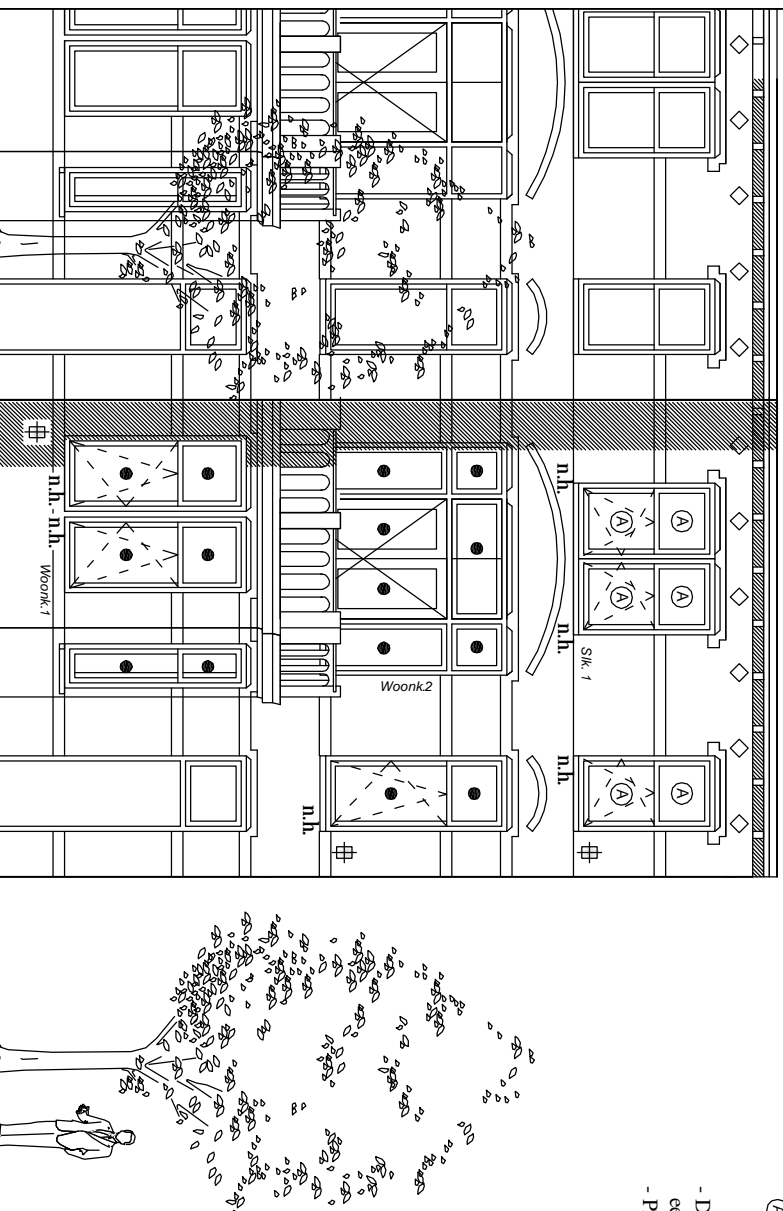 A A A
A A A
Slk. 1
n.h. n.h. n.h.
Woonk.2
n.h.
n.h. - n.h.
Woonk.1
- D
- P